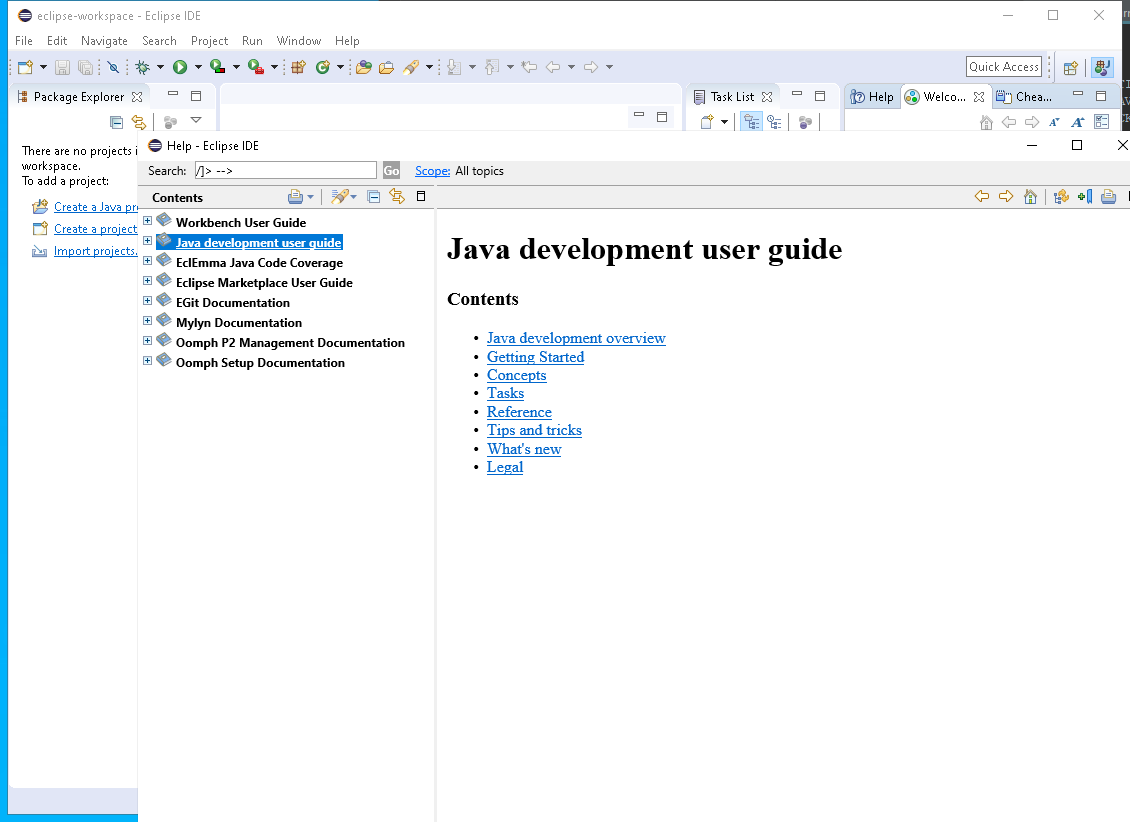 eclipse-workspace - Eclipse IDE
File Edit Navigate Search Project Run Window Help
Quick Access
Package Explorer
Task List
Help
Welco...
Chea...
There are no projects i
workspace.
To add a project:
Create a Java pr
Create a project
Import projects.
Help - Eclipse IDE
Search: /]> --> Go Scope: All topics
Contents
Workbench User Guide
Java development user guide
EclEmma Java Code Coverage
Eclipse Marketplace User Guide
EGit Documentation
Mylyn Documentation
Oomph P2 Management Documentation
Oomph Setup Documentation
Java development user guide
Contents
• Java development overview
• Getting Started
• Concepts
• Tasks
• Reference
• Tips and tricks
• What's new
• Legal